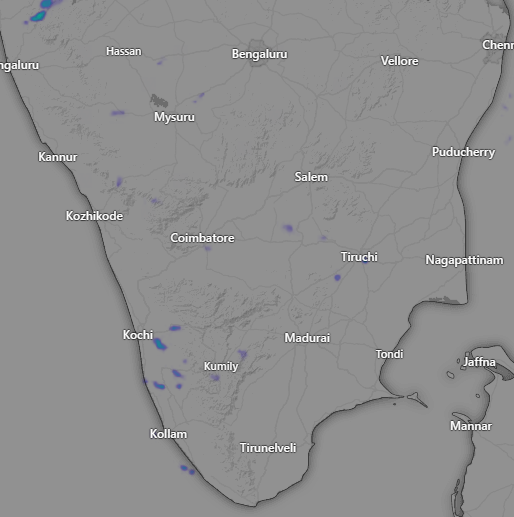 Chenn
Hassan
Bengaluru
Vellore
ngaluru
Mysuru
Puducherry
Kannur
Salem
Kozhikode
Coimbatore
Tiruchi
Nagapattinam
Kochi
Madurai
Tondi
Jaffna
Kumily
Mannar
Kollam
Tirunelveli